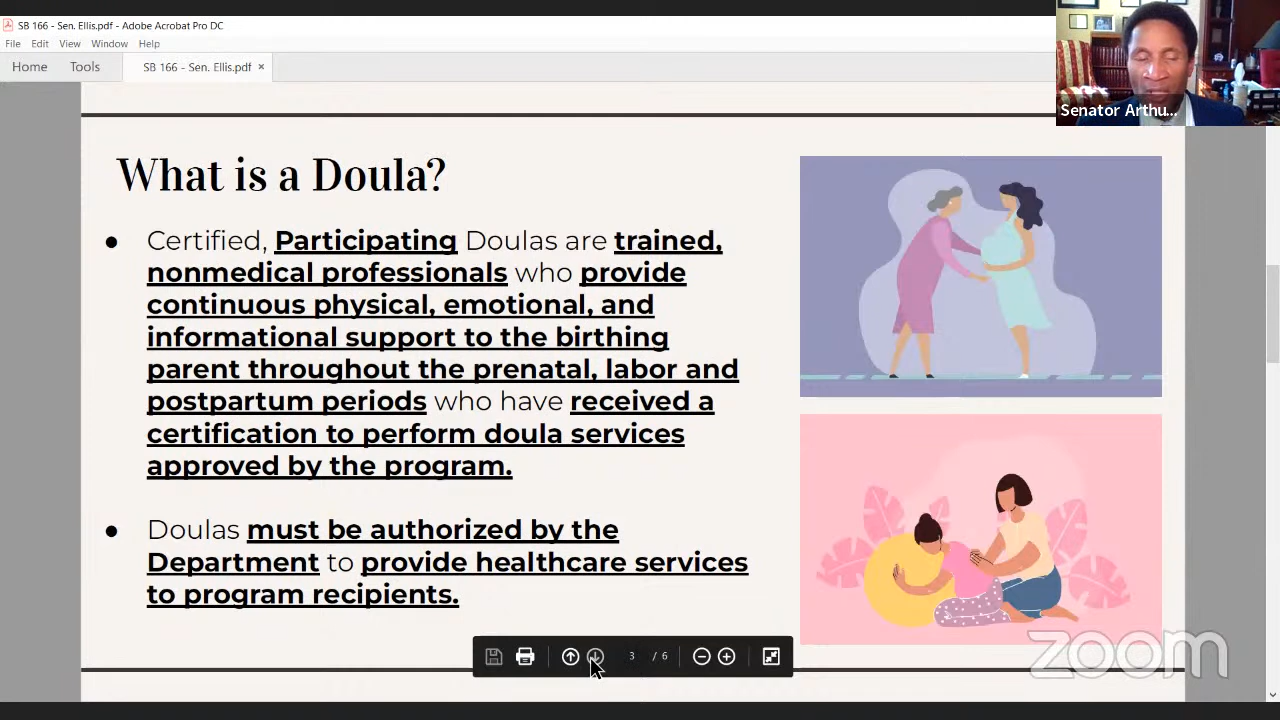 SB 166 - Sen. Ellis.pdf - Adobe Acrobat Pro DC
File Edit View Window Help
Home Tools SB 166 - Sen. Ellis.pdf ×
Senator Arthu...
What is a Doula?
● Certified, Participating Doulas are trained,
nonmedical professionals who provide
continuous physical, emotional, and
informational support to the birthing
parent throughout the prenatal, labor and
postpartum periods who have received a
certification to perform doula services
approved by the program.
● Doulas must be authorized by the
Department to provide healthcare services
to program recipients.
3 / 6
zoom